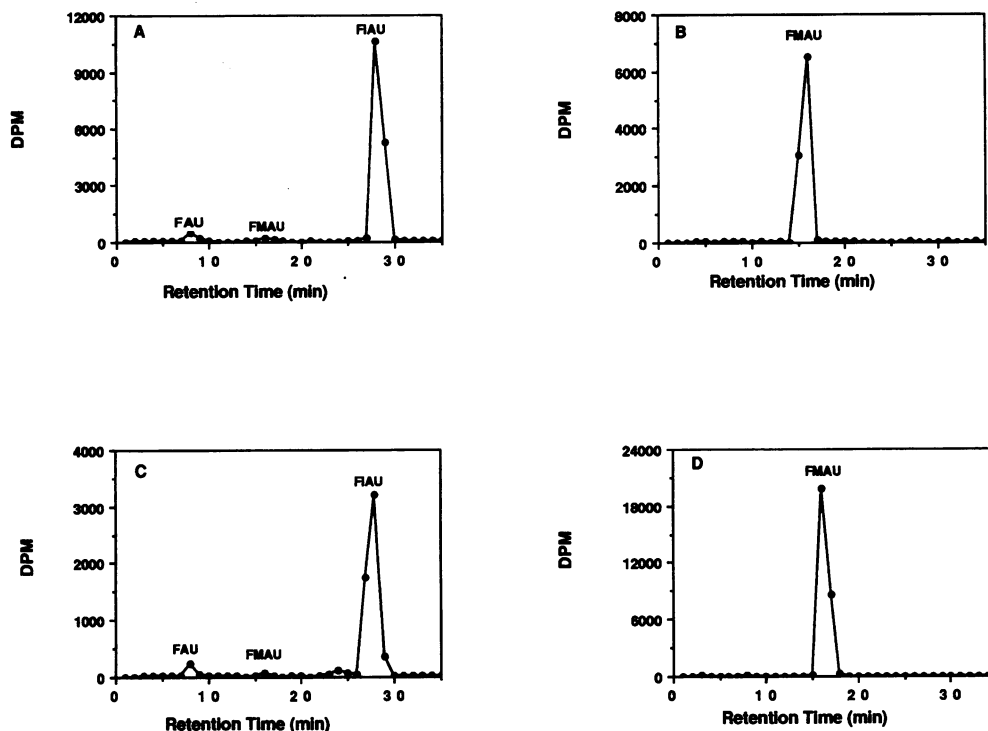 A
FIAU
12000
9000
6000
3000
0
DPM
FAU
FMAU
0 10 20 30
Retention Time (min)
B
FMAU
8000
6000
4000
2000
0
DPM
0 10 20 30
Retention Time (min)
C
FIAU
4000
3000
2000
1000
0
DPM
FAU
FMAU
0 10 20 30
Retention Time (min)
D
FMAU
24000
18000
12000
6000
0
DPM
0 10 20 30
Retention Time (min)